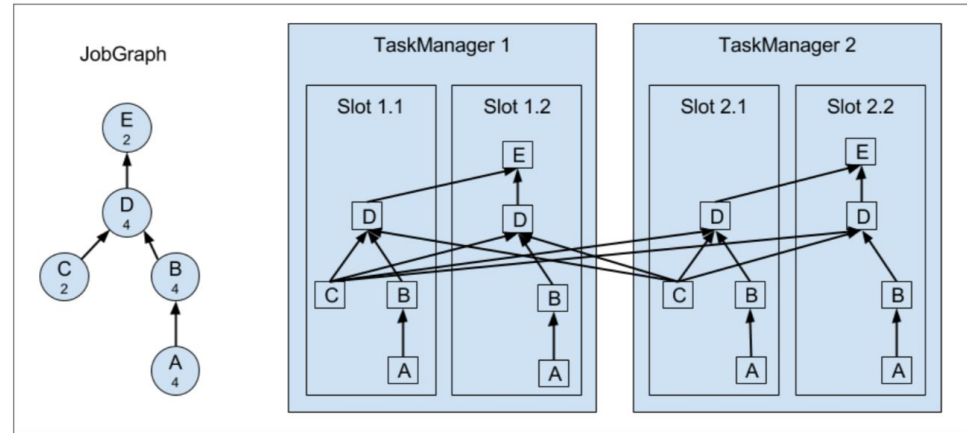 JobGraph
E
2
D
4
C
2
B
4
A
4
TaskManager 1
Slot 1.1
D
C
B
A
Slot 1.2
E
D
B
A
TaskManager 2
Slot 2.1
D
C
B
A
Slot 2.2
E
D
B
A